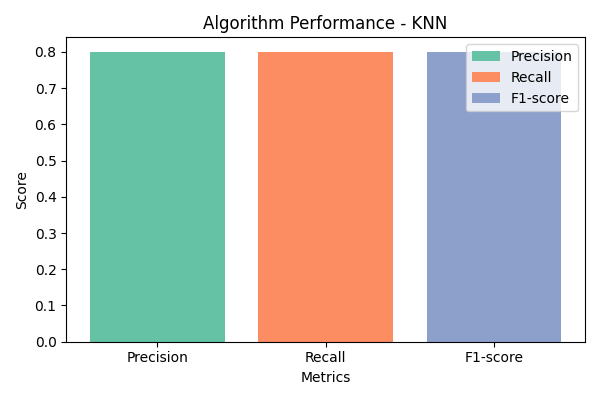 Algorithm Performance - KNN
Precision
Recall
F1-score
Score
0.8
0.7
0.6
0.5
0.4
0.3
0.2
0.1
0.0
Precision
Recall
F1-score
Metrics